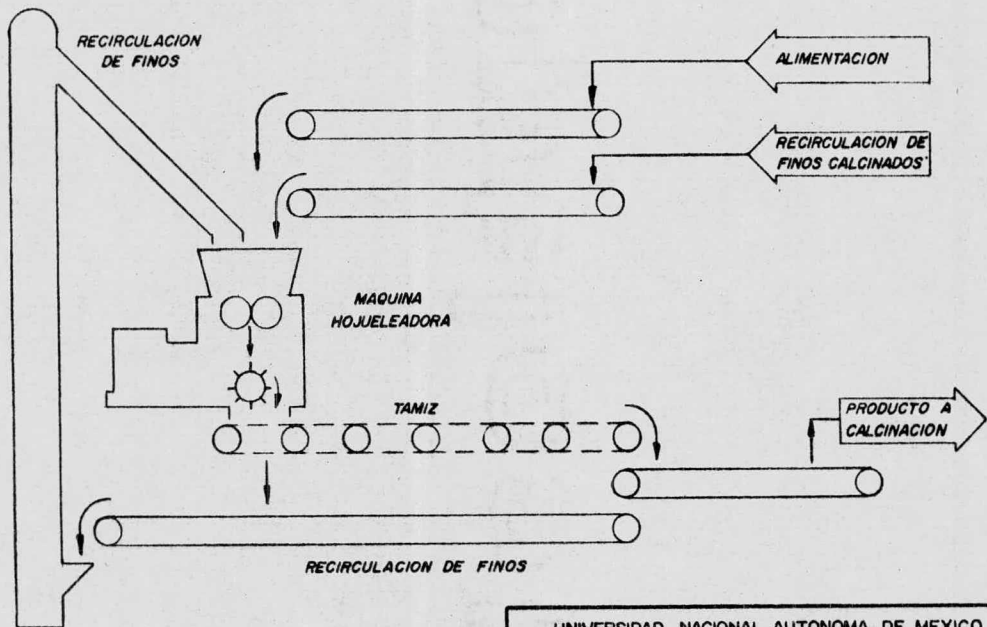 RECIRCULACION
DE FINOS
ALIMENTACION
RECIRCULACION DE
FINOS CALCINADOS
MAQUINA
HOJUELEADORA
TAMIZ
PRODUCTO A
CALCINACION
RECIRCULACION DE FINOS
UNIVERSIDAD NACIONAL AUTONOMA DE MEXICO